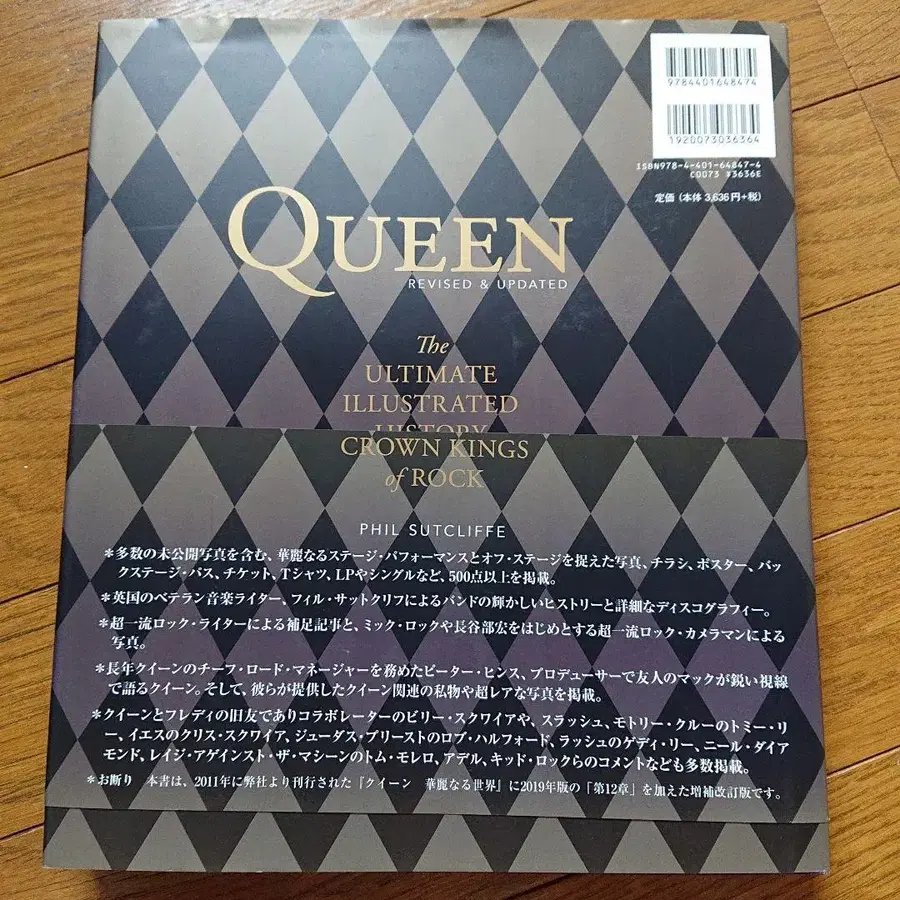 9784401648474
1920073036364
ISBN978-4-401-64847-4
C0073 ¥3636E
定価（本体 3,636円+税）
QUEEN
REVISED & UPDATED
The
ULTIMATE
ILLUSTRATED
HISTORY
CROWN KINGS
of ROCK
PHIL SUTCLIFFE
＊多数の未公開写真を含む、華麗なるステージ・パフォーマンスとオフ・ステージを捉えた写真、チラシ、ポスター、バッ
クステージ・パス、チケット、Tシャツ、LPやシングルなど、500点以上を掲載。
＊英国のベテラン音楽ライター、フィル・サットクリフによるバンドの輝かしいヒストリーと詳細なディスコグラフィー。
＊超一流ロック・ライターによる補足記事と、ミック・ロックや長谷部宏をはじめとする超一流ロック・カメラマンによる
写真。
＊長年クイーンのチーフ・ロード・マネージャーを務めたピーター・ヒンス、プロデューサーで友人のマックが鋭い視線
で語るクイーン。そして、彼らが提供したクイーン関連の私物や超レアな写真を掲載。
＊クイーンとフレディの旧友でありコラボレーターのビリー・スクワイアや、スラッシュ、モトリー・クルーのトミー・リ
ー、イエスのクリス・スクワイア、ジューダス・プリーストのロブ・ハルフォード、ラッシュのゲディ・リー、ニール・ダイア
モンド、レイジ・アゲインスト・ザ・マシーンのトム・モレロ、アデル、キッド・ロックらのコメントなども多数掲載。
＊お断り　本書は、2011年に弊社より刊行された『クイーン　華麗なる世界』に2019年版の「第12章」を加えた増補改訂版です。